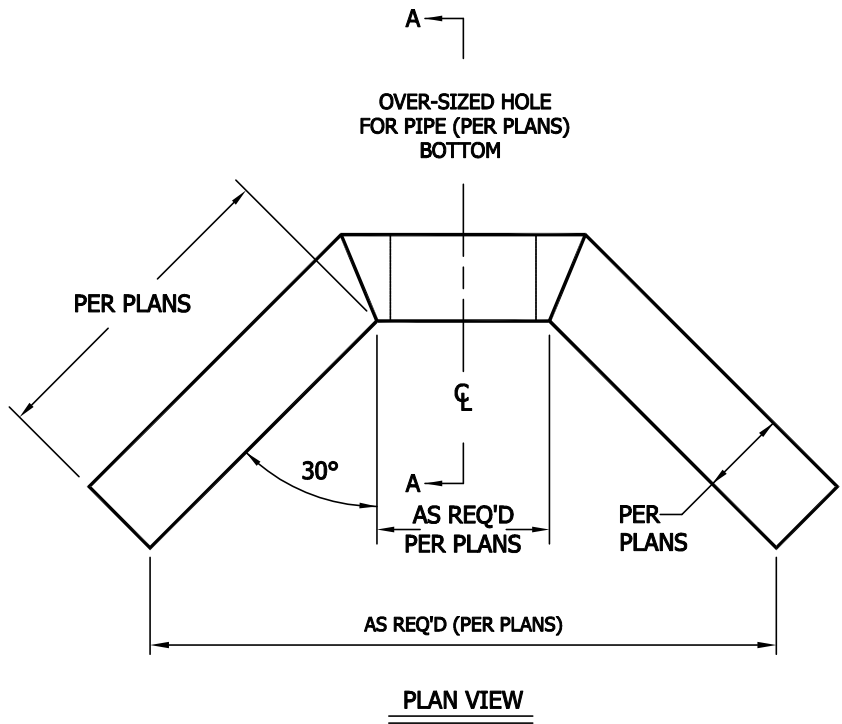 A
OVER-SIZED HOLE
FOR PIPE (PER PLANS)
BOTTOM
PER PLANS
℄
30°
A
AS REQ'D
PER PLANS
PER
PLANS
AS REQ'D (PER PLANS)
PLAN VIEW